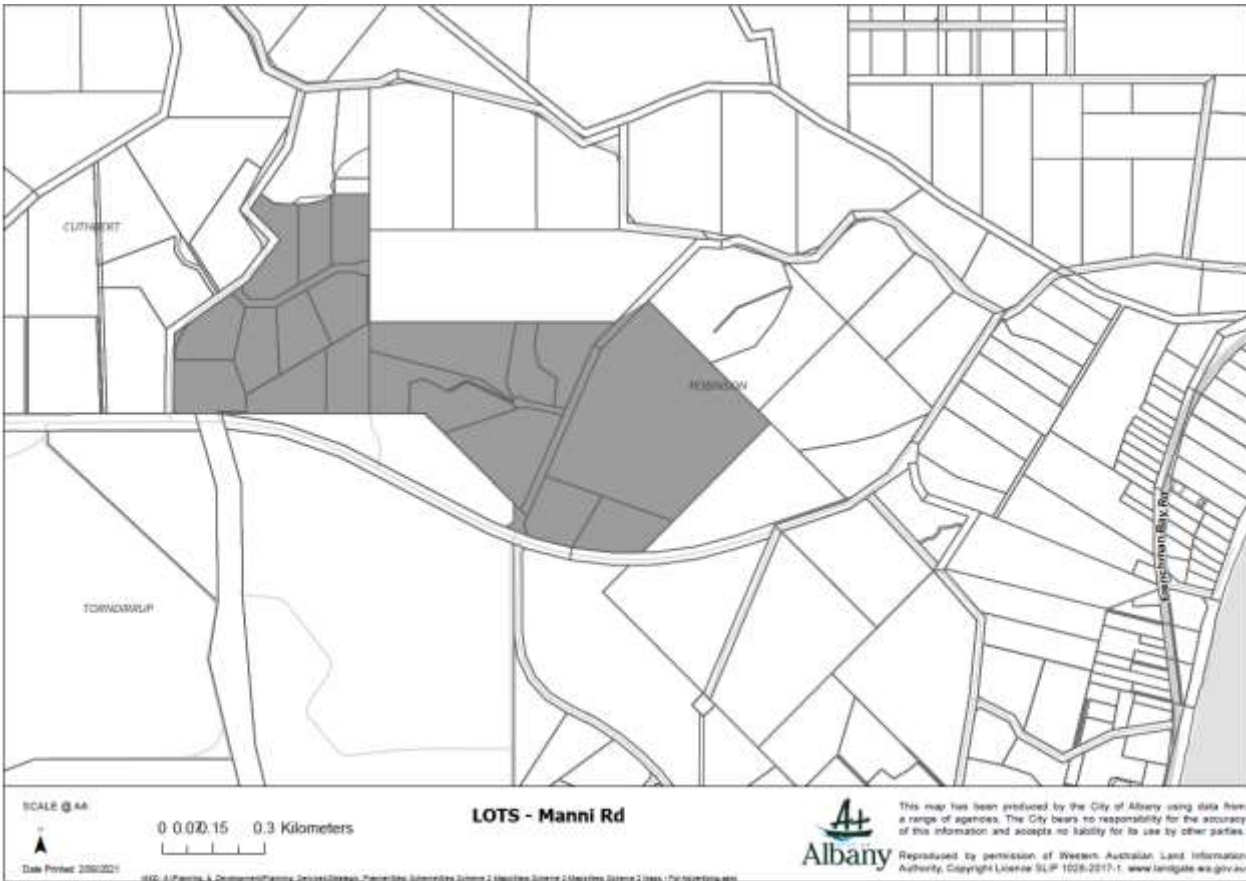 CUTHBERT
ROBINSON
Frenchman Bay Rd
TORNDIRRUP
SCALE @ A4
0 0.07 0.15 0.3 Kilometers
LOTS - Manni Rd
Albany
This map has been produced by the City of Albany using data from
a range of agencies. The City bears no responsibility for the accuracy
of this information and accepts no liability for its use by other parties.
Reproduced by permission of Western Australian Land Information
Authority, Copyright License SLIP 1028-2017-1. www.landgate.wa.gov.au
Date Printed: